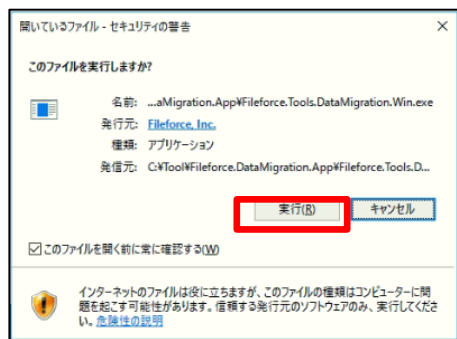 開いているファイル - セキュリティの警告
このファイルを実行しますか?
名前: ...aMigration.App¥Fileforce.Tools.DataMigration.Win.exe
発行元: Fileforce, Inc.
種類: アプリケーション
発信元: C:¥Tool¥Fileforce.DataMigration.App¥Fileforce.Tools.D...
実行(R) キャンセル
このファイルを開く前に常に確認する(W)
インターネットのファイルは役に立ちますが、このファイルの種類はコンピューターに問
題を起こす可能性があります。信頼する発行元のソフトウェアのみ、実行してくださ
い。危険性の説明